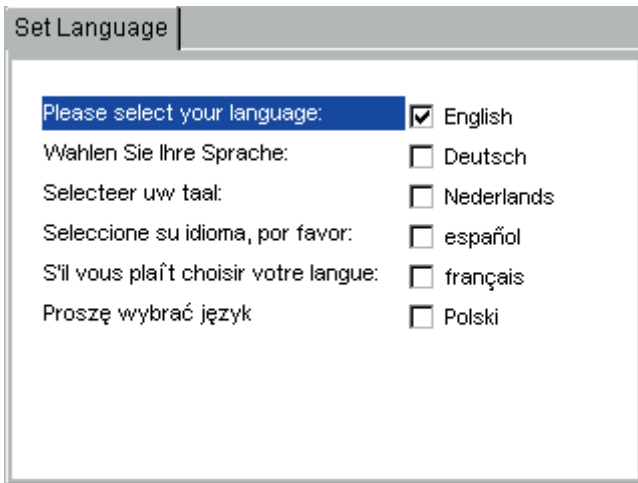 Set Language
Please select your language: English
Wahlen Sie Ihre Sprache: Deutsch
Selecteer uw taal: Nederlands
Seleccione su idioma, por favor: español
S'il vous plaît choisir votre langue: français
Proszę wybrać język Polski